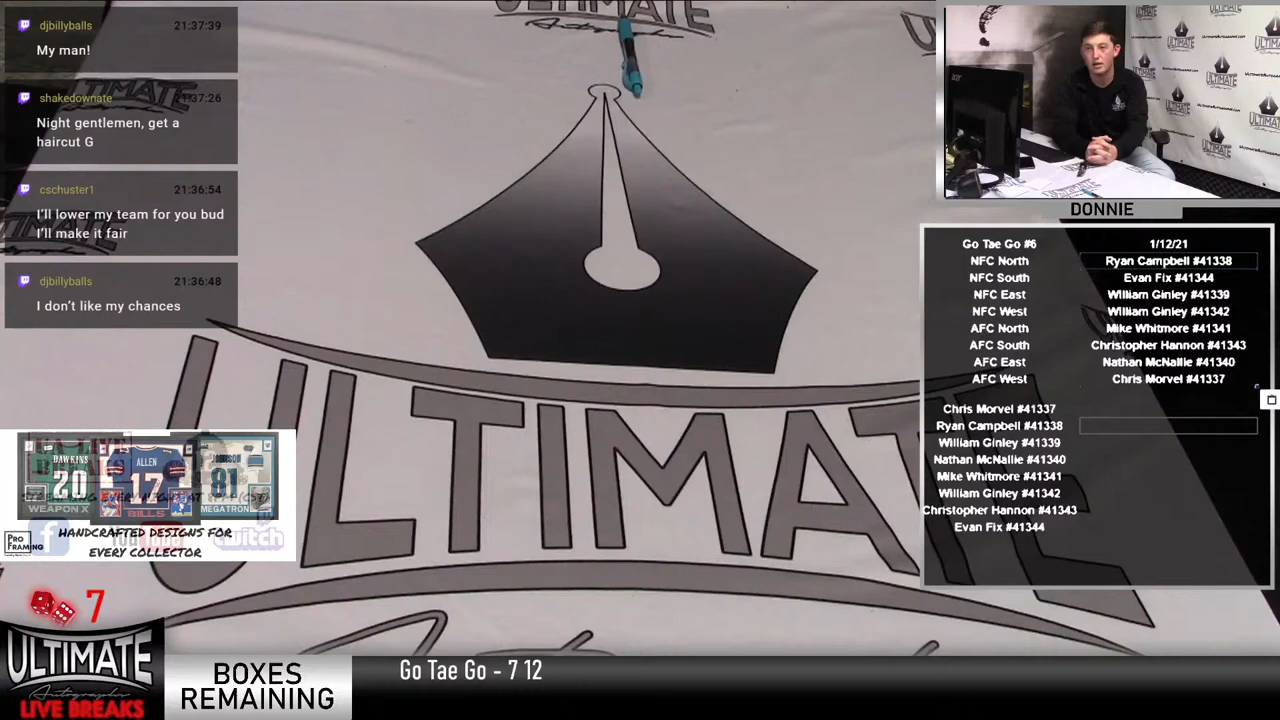 djbillyballs 21:37:39
My man!
shakedownate 21:37:26
Night gentlemen, get a
haircut G
cschuster1 21:36:54
I'll lower my team for you bud
I'll make it fair
djbillyballs 21:36:48
I don't like my chances
ULTIMATE
ULTIMATE
DONNIE
Go Tae Go #6 1/12/21
NFC North Ryan Campbell #41338
NFC South Evan Fix #41344
NFC East William Ginley #41339
NFC West William Ginley #41342
AFC North Mike Whitmore #41341
AFC South Christopher Hannon #41343
AFC East Nathan McNallie #41340
AFC West Chris Morvel #41337
Chris Morvel #41337
Ryan Campbell #41338
William Ginley #41339
Nathan McNallie #41340
Mike Whitmore #41341
William Ginley #41342
Christopher Hannon #41343
Evan Fix #41344
DAWKINS
20
WEAPON X
ALLEN
17
BILLS
JOHNSON
81
MEGATRON
PRO
FRAMING
HANDCRAFTED DESIGNS FOR
EVERY COLLECTOR
twitch
7
ULTIMATE
Autographs
LIVE BREAKS
BOXES
REMAINING
Go Tae Go - 7 12